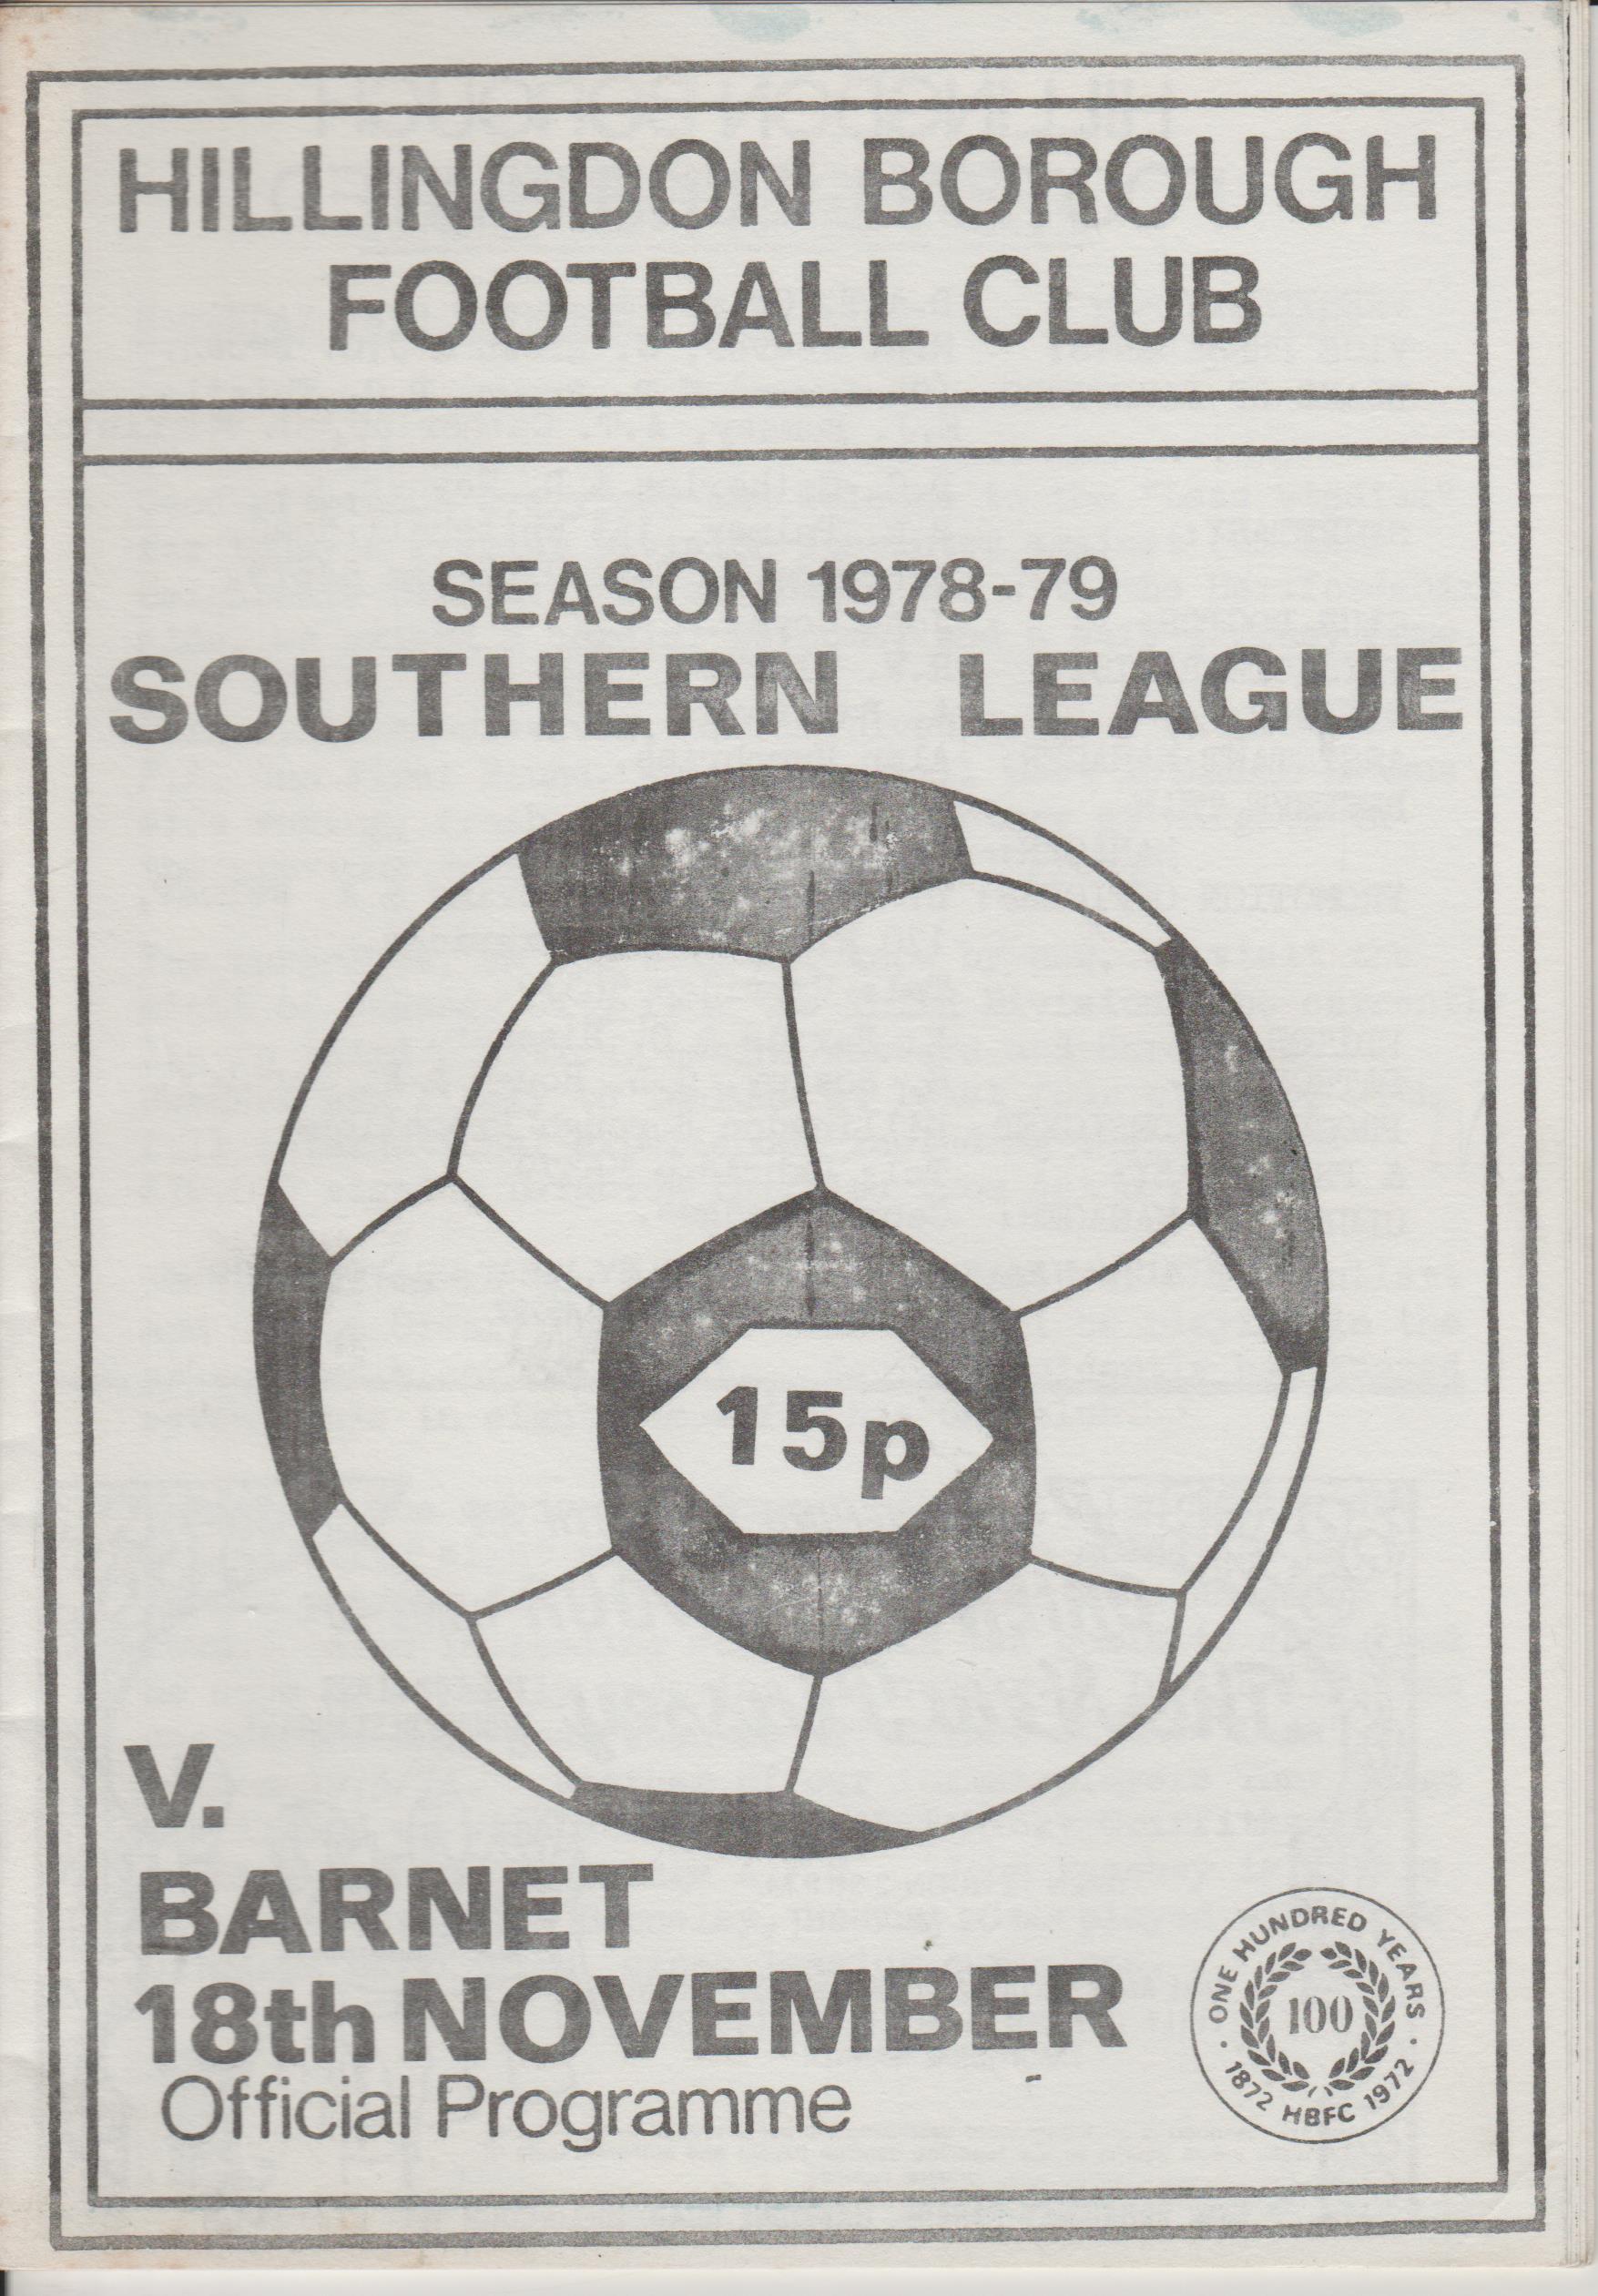 HILLINGDON BOROUGH
FOOTBALL CLUB
SEASON 1978-79
SOUTHERN LEAGUE
15p
V.
BARNET
18th NOVEMBER
Official Programme
· ONE HUNDRED YEARS ·
100
1872 HBFC 1972